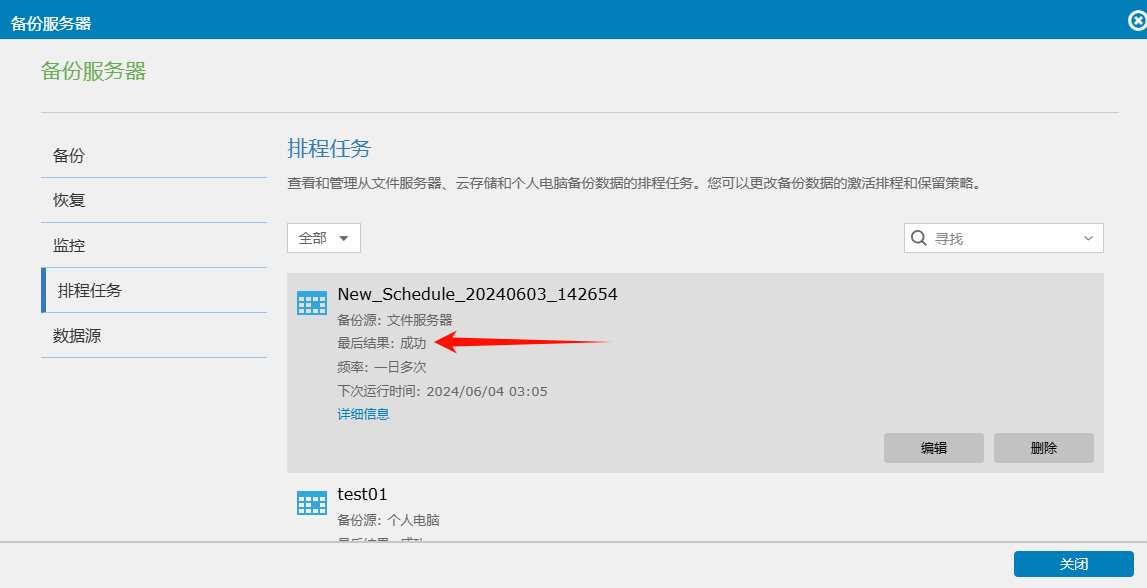 备份服务器
备份服务器
备份
恢复
监控
排程任务
数据源
排程任务
查看和管理从文件服务器、云存储和个人电脑备份数据的排程任务。您可以更改备份数据的激活排程和保留策略。
全部
寻找
New_Schedule_20240603_142654
备份源: 文件服务器
最后结果: 成功
频率: 一日多次
下次运行时间: 2024/06/04 03:05
详细信息
编辑
删除
test01
备份源: 个人电脑
最后结果: 成功
关闭